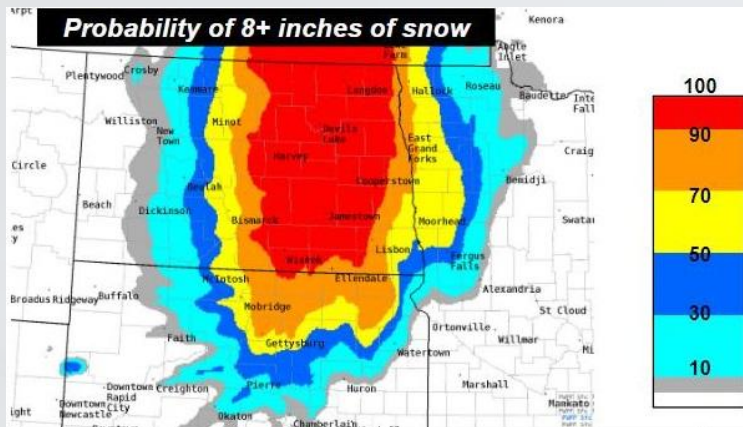 Probability of 8+ inches of snow
Kenora
Angle
Inlet
Farm
Crosby
Plentywood
Kenmare
Langdon
Hallock
Roseau
Baudette
Williston
New
Town
Minot
Devils
Lake
East
Grand
Forks
Circle
Harvey
Cooperstown
Bemidji
Beulah
Beach
Dickinson
Bismarck
Jamestown
Moorhead
Lisbon
Wishek
Fergus
Falls
McIntosh
Ellendale
Alexandria
Broadus
Ridgeway
Buffalo
Mobridge
St Cloud
Ortonville
Willmar
Faith
Gettysburg
Watertown
Marshall
Downtown
Rapid
City
Creighton
Pierre
Huron
Downtown
Newcastle
Mankato
Okaton
Chamberlain
100
90
70
50
30
10